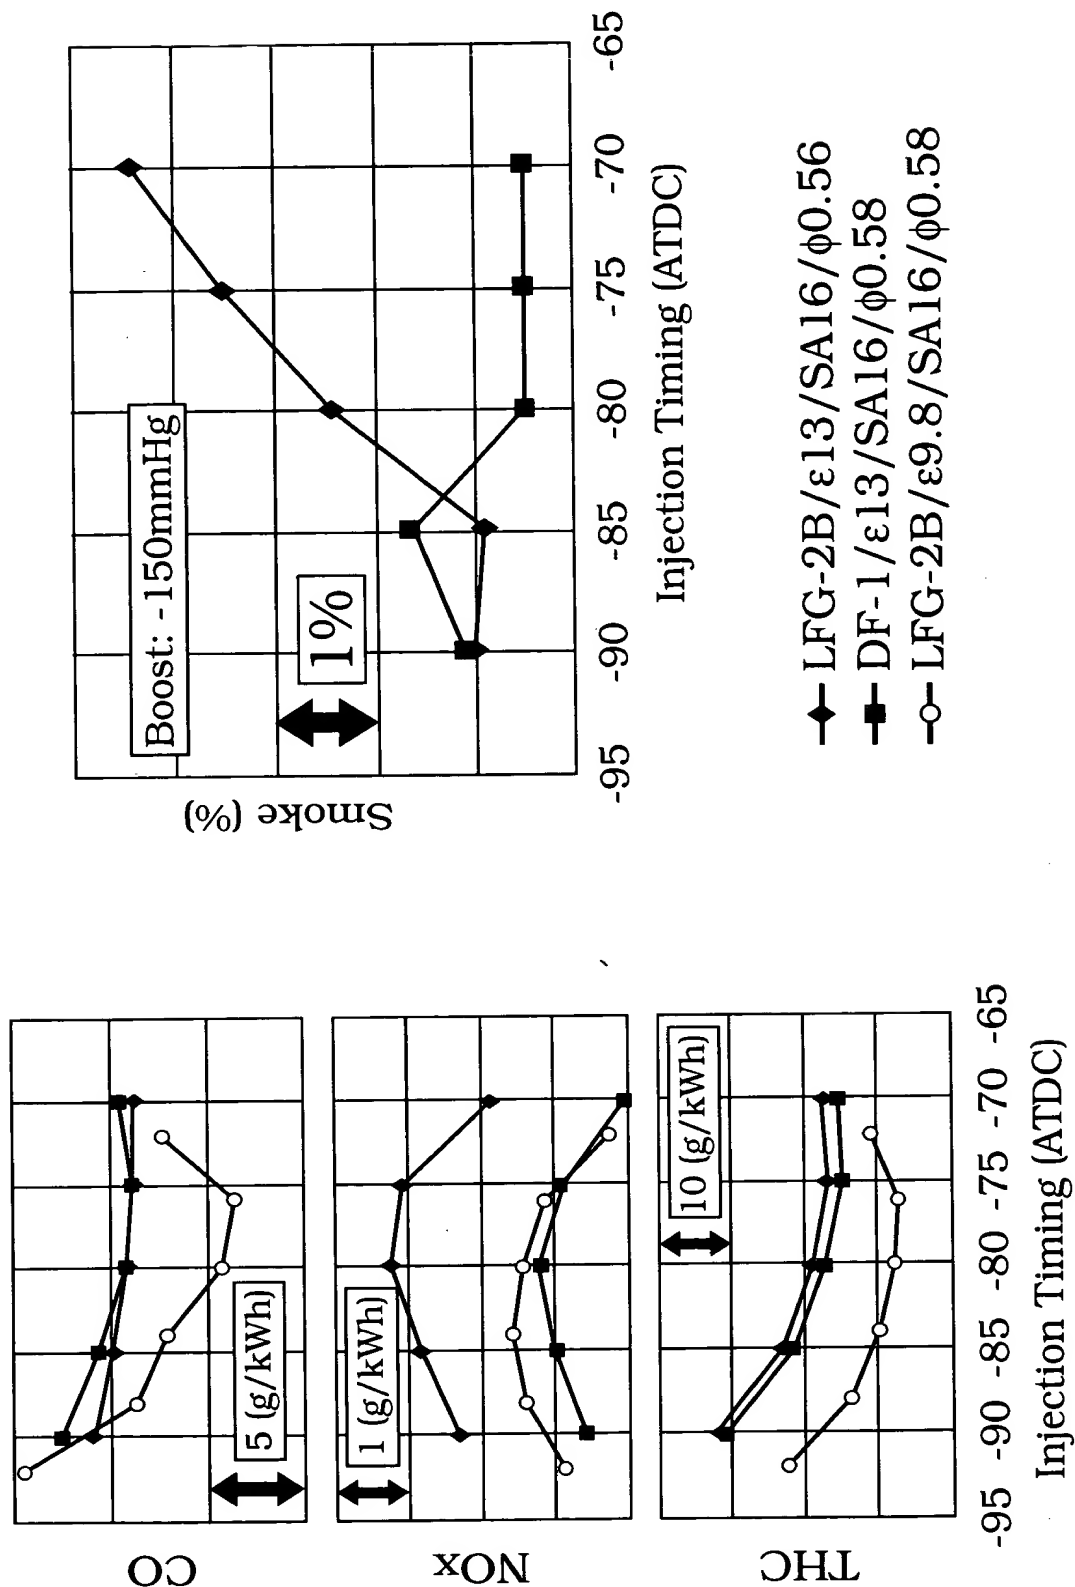 CO
5 (g/kWh)
NOx
1 (g/kWh)
THC
10 (g/kWh)
-95 -90 -85 -80 -75 -70 -65
Injection Timing (ATDC)
Smoke (%)
Boost: -150mmHg
1%
-95 -90 -85 -80 -75 -70 -65
Injection Timing (ATDC)
LFG-2B/ε13/SA16/φ0.56
DF-1/ε13/SA16/φ0.58
LFG-2B/ε9.8/SA16/φ0.58